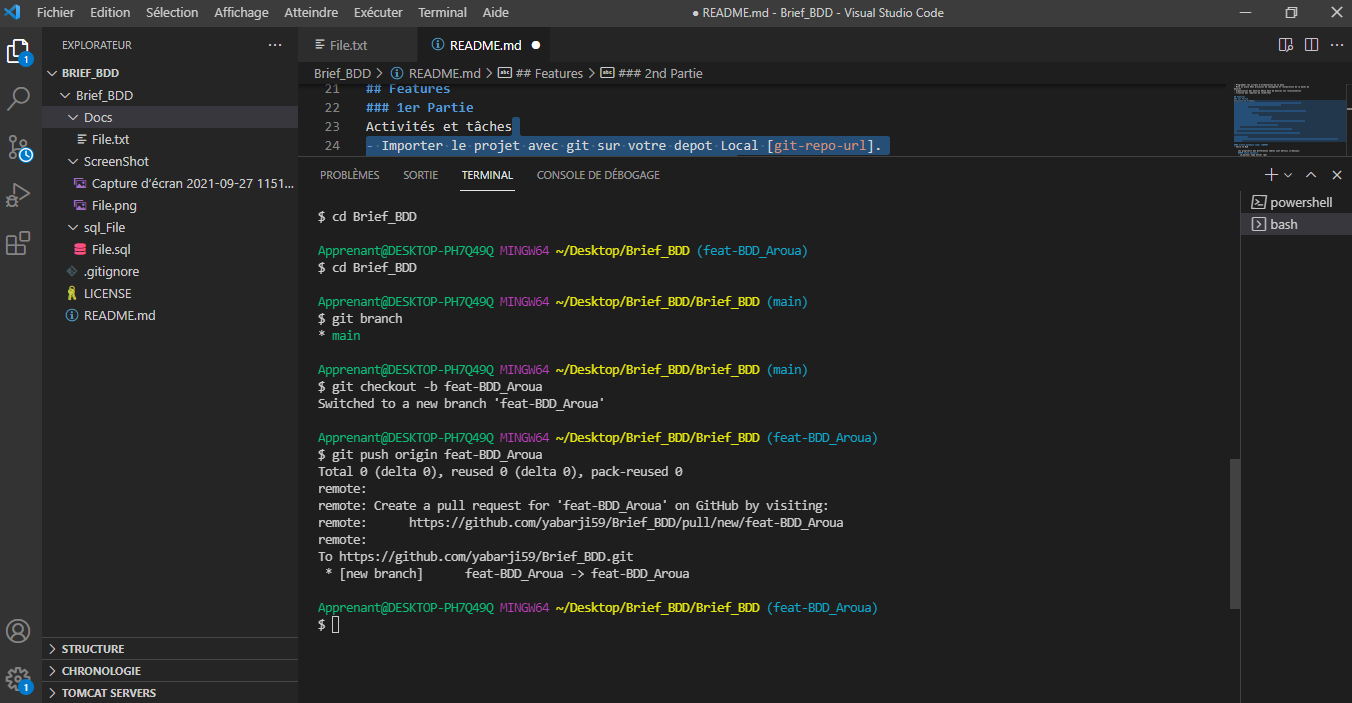 Fichier Edition Sélection Affichage Atteindre Exécuter Terminal Aide
● README.md - Brief_BDD - Visual Studio Code
EXPLORATEUR
BRIEF_BDD
Brief_BDD
Docs
File.txt
ScreenShot
Capture d'écran 2021-09-27 1151...
File.png
sql_File
File.sql
.gitignore
LICENSE
README.md
STRUCTURE
CHRONOLOGIE
TOMCAT SERVERS
1
1
File.txt
README.md
Brief_BDD > README.md > ## Features > ### 2nd Partie
21 ## Features
22 ### 1er Partie
23 Activités et tâches
24 - Importer le projet avec git sur votre depot Local [git-repo-url].
PROBLÈMES SORTIE TERMINAL CONSOLE DE DÉBOGAGE
powershell
bash
$ cd Brief_BDD
Apprenant@DESKTOP-PH7Q49Q MINGW64 ~/Desktop/Brief_BDD (feat-BDD_Aroua)
$ cd Brief_BDD
Apprenant@DESKTOP-PH7Q49Q MINGW64 ~/Desktop/Brief_BDD/Brief_BDD (main)
$ git branch
* main
Apprenant@DESKTOP-PH7Q49Q MINGW64 ~/Desktop/Brief_BDD/Brief_BDD (main)
$ git checkout -b feat-BDD_Aroua
Switched to a new branch 'feat-BDD_Aroua'
Apprenant@DESKTOP-PH7Q49Q MINGW64 ~/Desktop/Brief_BDD/Brief_BDD (feat-BDD_Aroua)
$ git push origin feat-BDD_Aroua
Total 0 (delta 0), reused 0 (delta 0), pack-reused 0
remote:
remote: Create a pull request for 'feat-BDD_Aroua' on GitHub by visiting:
remote:      https://github.com/yabarji59/Brief_BDD/pull/new/feat-BDD_Aroua
remote:
To https://github.com/yabarji59/Brief_BDD.git
 * [new branch]      feat-BDD_Aroua -> feat-BDD_Aroua
Apprenant@DESKTOP-PH7Q49Q MINGW64 ~/Desktop/Brief_BDD/Brief_BDD (feat-BDD_Aroua)
$